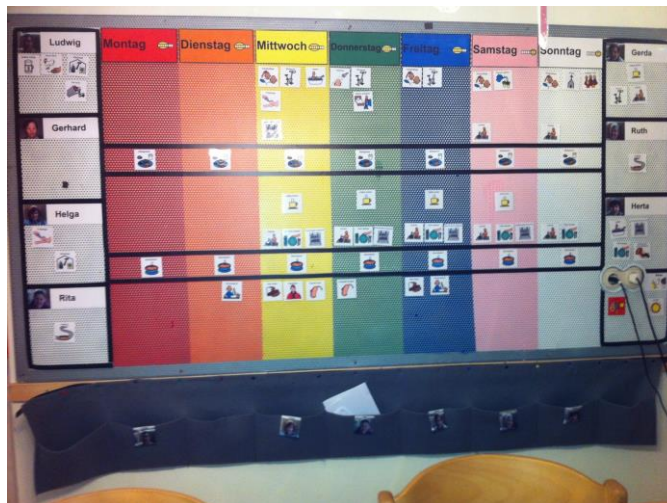 Ludwig
Montag
Dienstag
Mittwoch
Donnerstag
Freitag
Samstag
Sonntag
Gerda
Gerhard
Ruth
Helga
Herta
Rita